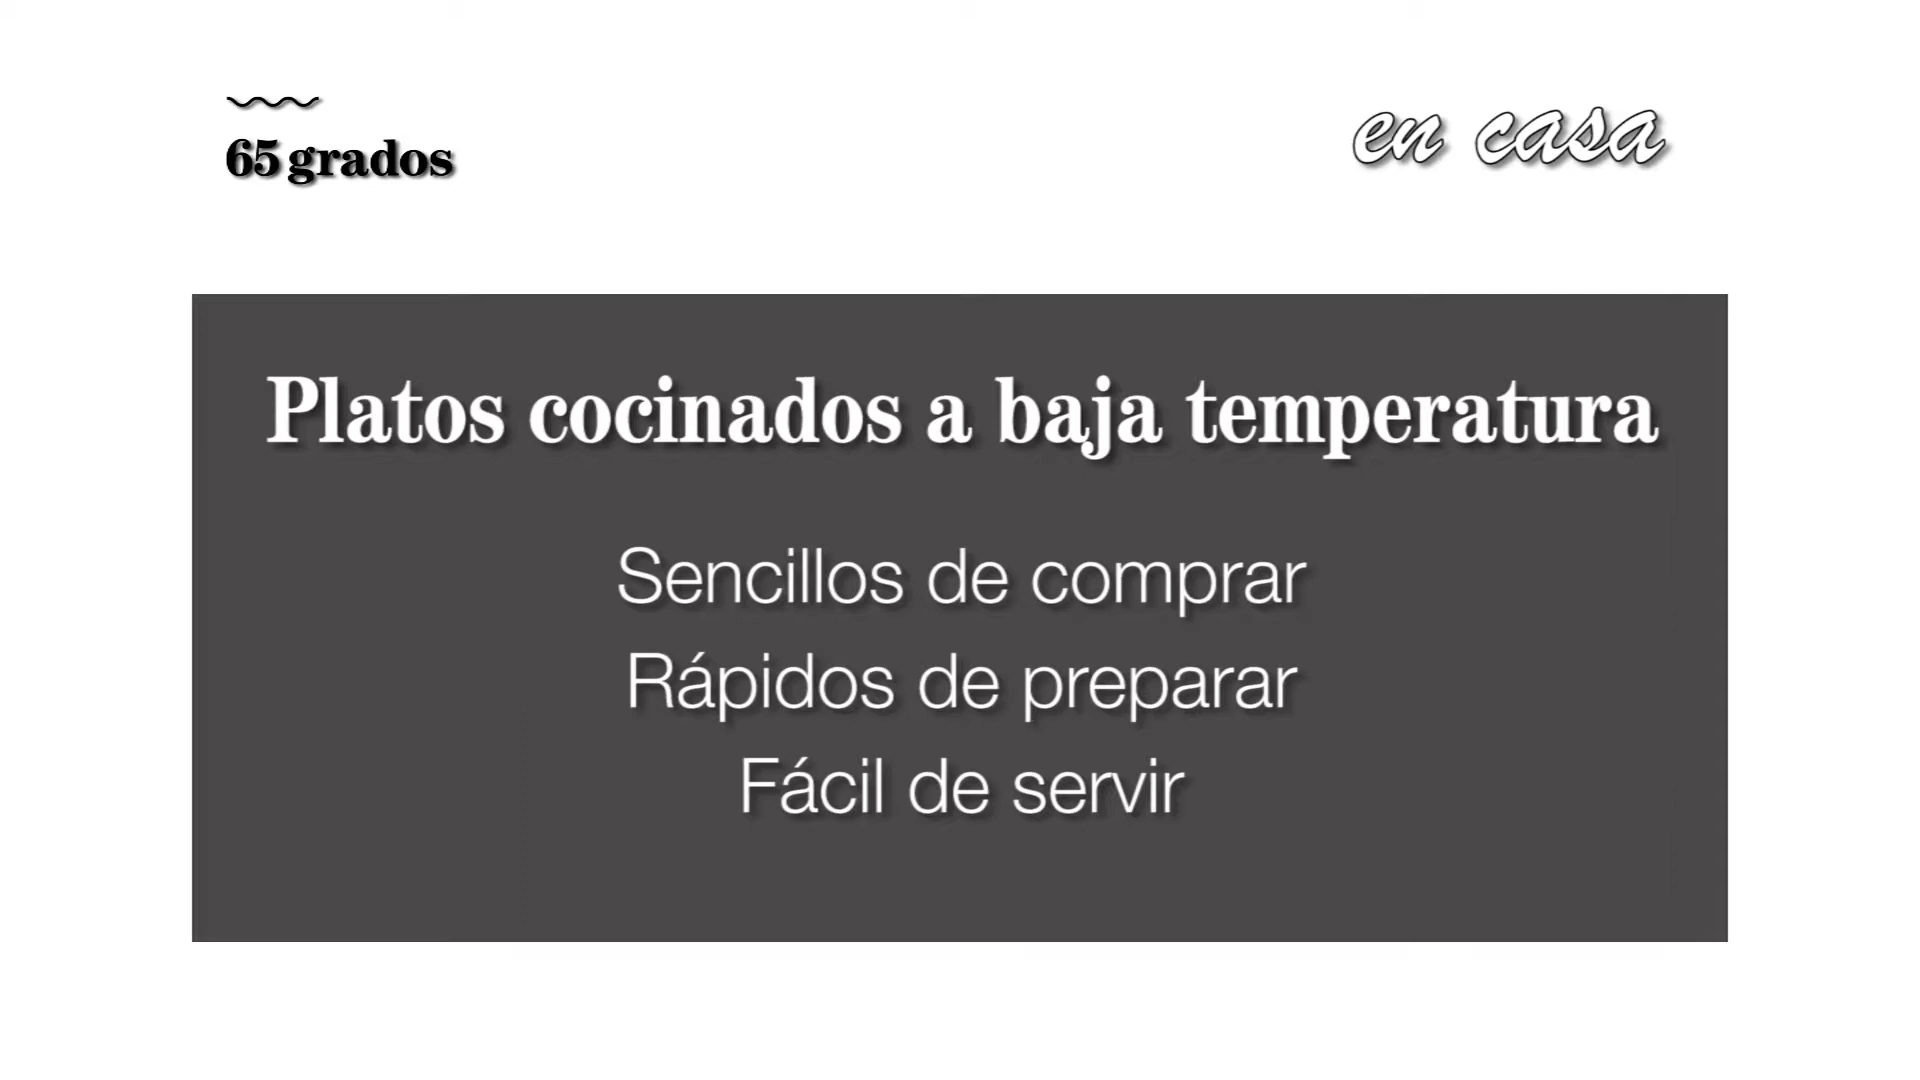 65 grados
en casa
Platos cocinados a baja temperatura
Sencillos de comprar
Rápidos de preparar
Fácil de servir